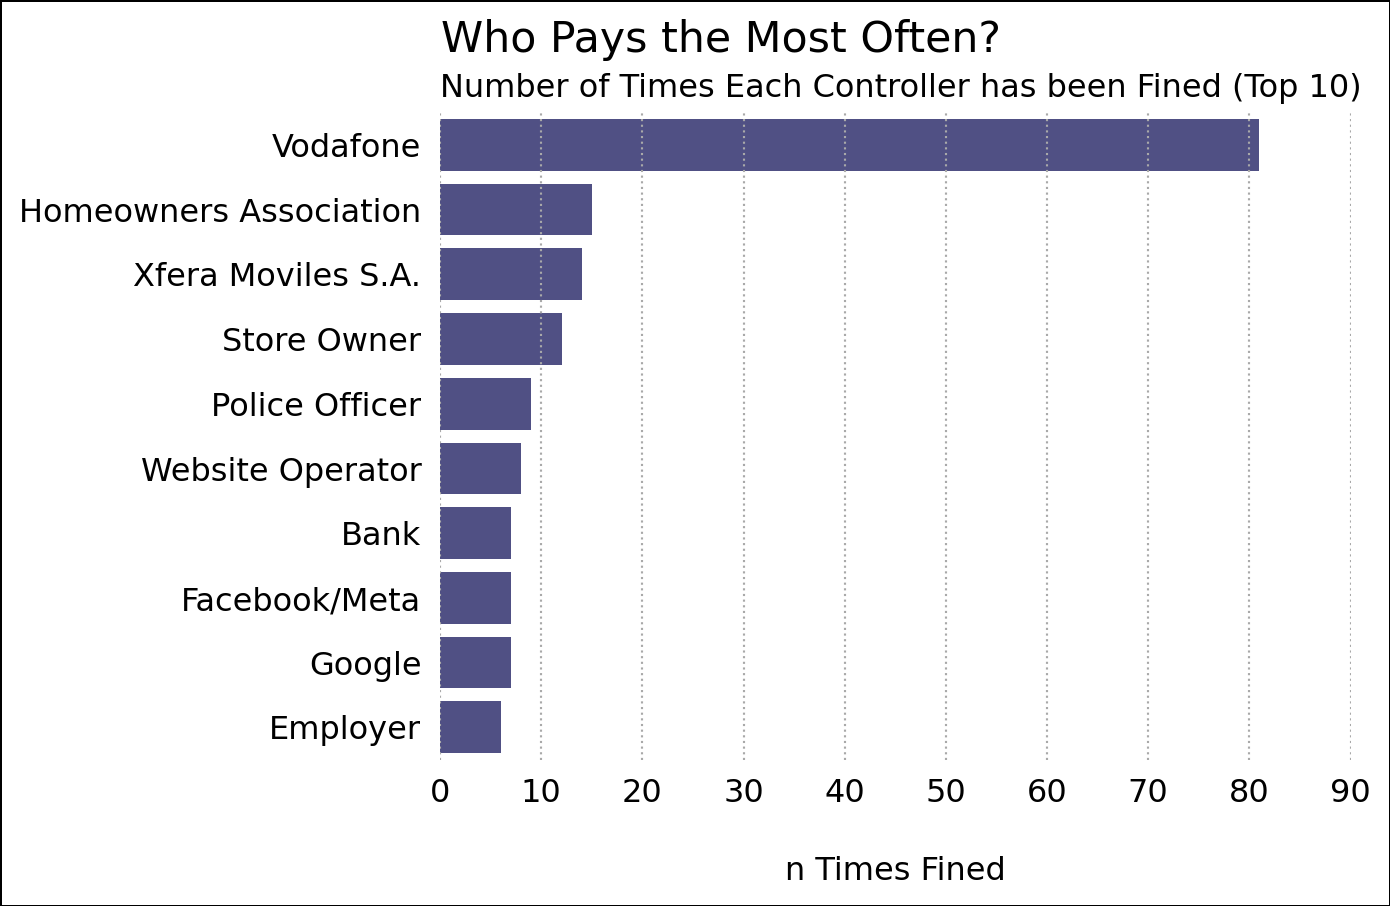 Who Pays the Most Often?
Number of Times Each Controller has been Fined (Top 10)
Vodafone
Homeowners Association
Xfera Moviles S.A.
Store Owner
Police Officer
Website Operator
Bank
Facebook/Meta
Google
Employer
0 10 20 30 40 50 60 70 80 90
n Times Fined